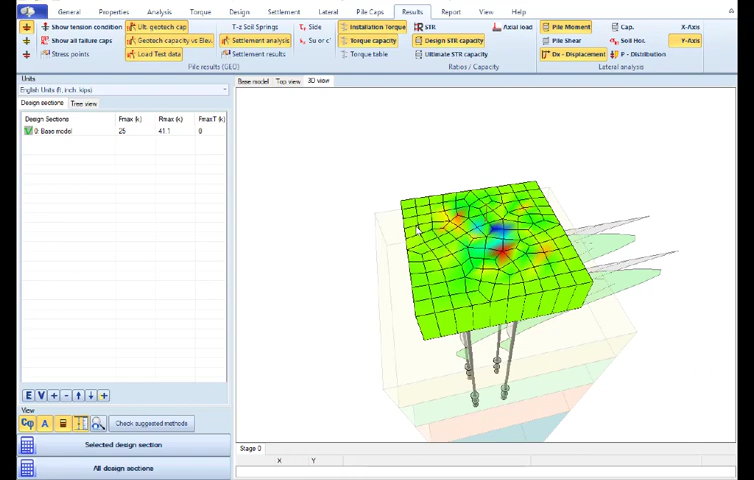 General Properties Analysis Torque Design Settlement Lateral Pile Caps Results Report View Help
Show tension condition Ult. geotech cap T-z Soil Springs Side Installation Torque STR Axial load Pile Moment Cap. X-Axis
Show all failure caps Geotech capacity vs Elev. Settlement analysis Su or c' Torque capacity Design STR capacity Pile Shear Soil Hor. Y-Axis
Stress points Load Test data Settlement results Torque table Ultimate STR capacity Dx - Displacement P - Distribution
Pile results (GEO) Ratios / Capacity Lateral analysis
Units
English Units (ft, inch, kips)
Base model Top view 3D view
Design sections Tree view
Design Sections Fmax (k) Rmax (k) FmaxT (k)
0: Base model 25 41.1 0
E V + - +
View
Cφ A Check suggested methods
Selected design section
All design sections
Stage 0
X Y